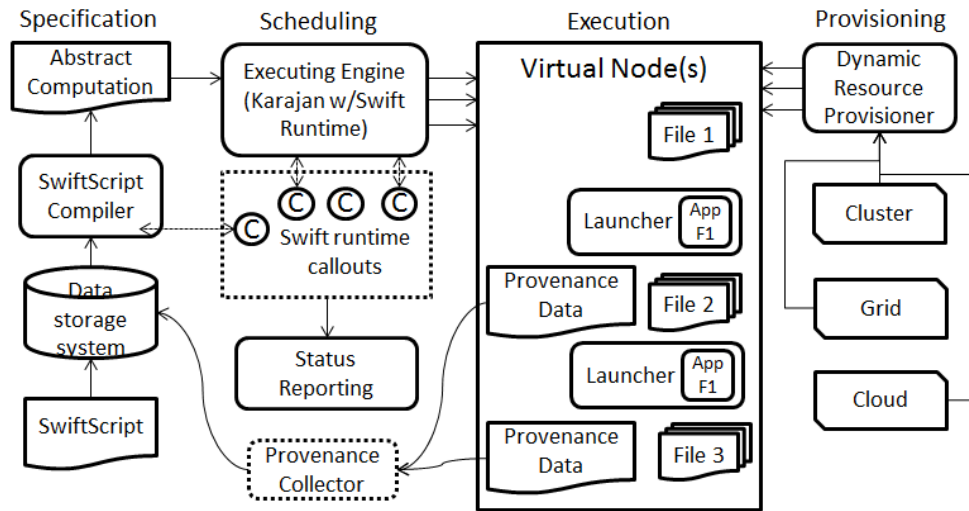 Specification
Scheduling
Execution
Provisioning
Abstract
Computation
Executing Engine
(Karajan w/Swift
Runtime)
Virtual Node(s)
Dynamic
Resource
Provisioner
File 1
SwiftScript
Compiler
C
C
C
C
Swift runtime
callouts
Launcher
App
F1
Cluster
Data
storage
system
Provenance
Data
File 2
Grid
Status
Reporting
Launcher
App
F1
Cloud
SwiftScript
Provenance
Collector
Provenance
Data
File 3